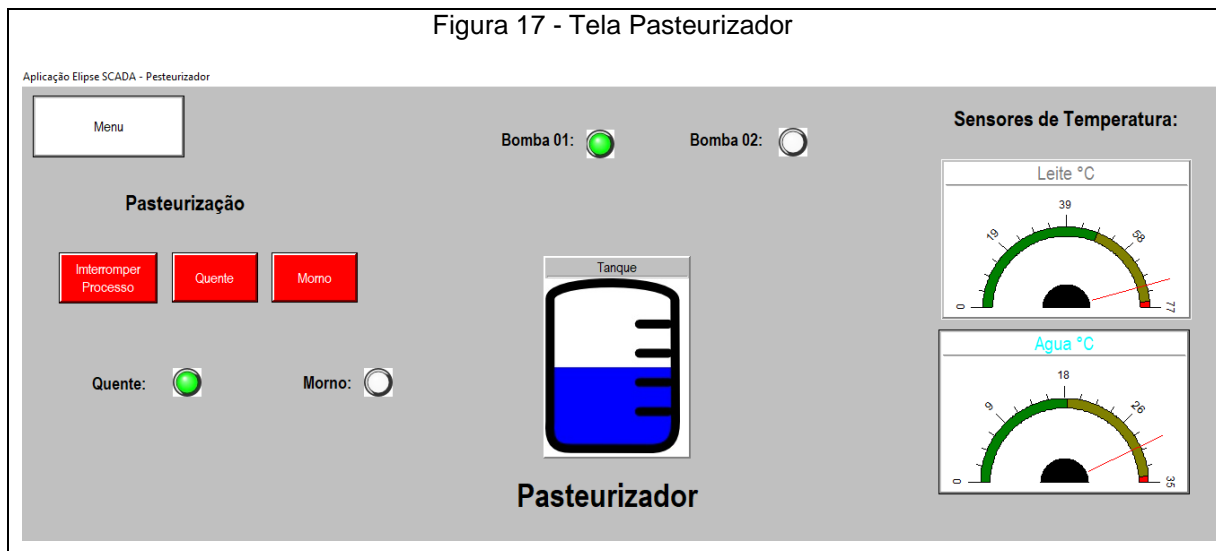 Figura 17 - Tela Pasteurizador
Aplicação Elipse SCADA - Pesteurizador
Menu
Bomba 01:
Bomba 02:
Sensores de Temperatura:
Pasteurização
Imterromper
Processo
Quente
Morno
Quente:
Morno:
Tanque
Pasteurizador
Leite °C
0
19
39
58
77
Agua °C
0
9
18
26
35